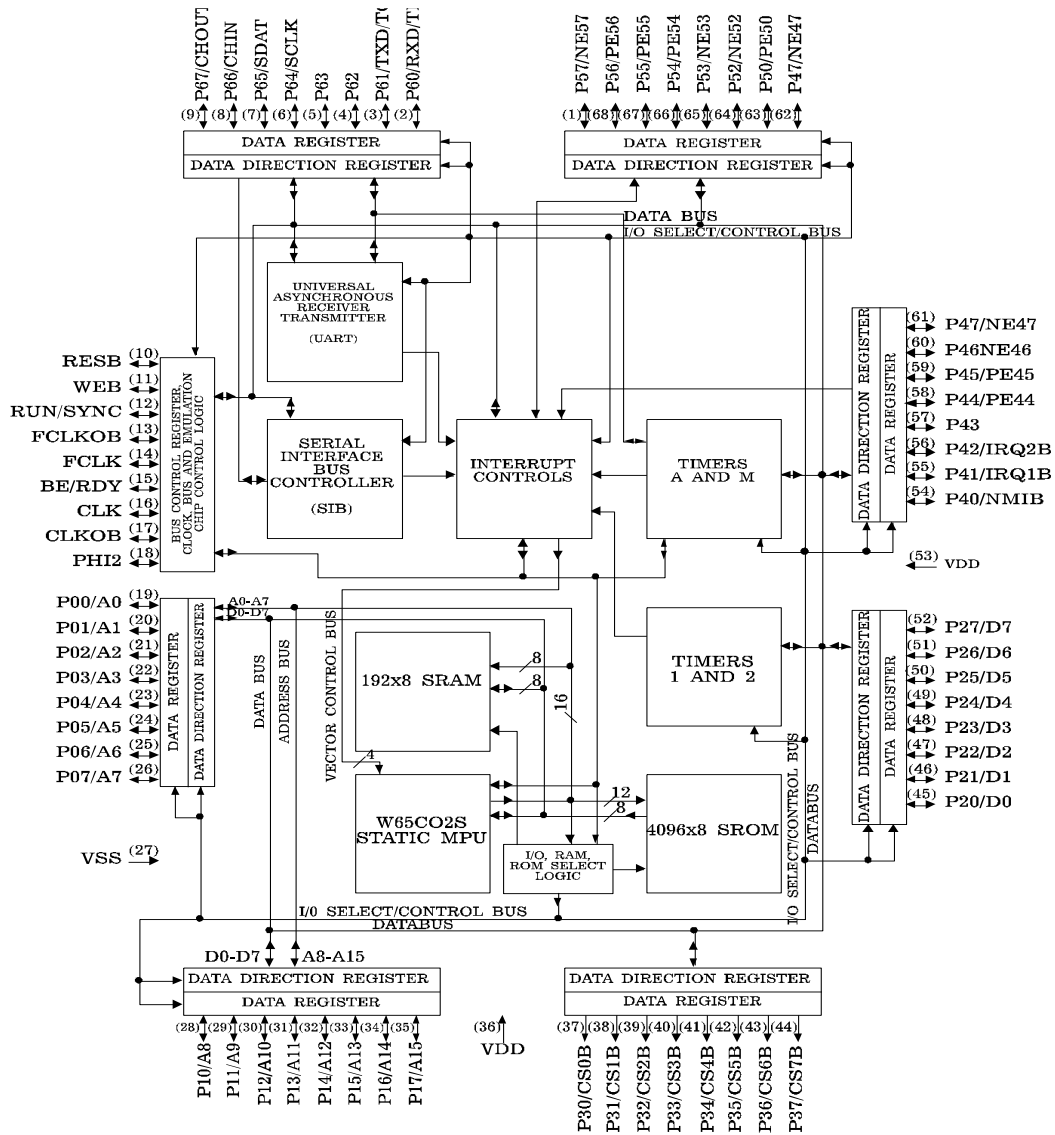 P67/CHOUT
P66/CHIN
P65/SDAT
P64/SCLK
P63
P62
P61/TXD/TO
P60/RXD/TI
(9) (8) (7) (6) (5) (4) (3) (2)
DATA REGISTER
DATA DIRECTION REGISTER
P57/NE57
P56/PE56
P55/PE55
P54/PE54
P53/NE53
P52/NE52
P50/PE50
P47/NE47
(1) (68) (67) (66) (65) (64) (63) (62)
DATA REGISTER
DATA DIRECTION REGISTER
DATA BUS
I/O SELECT/CONTROL BUS
UNIVERSAL
ASYNCHRONOUS
RECEIVER
TRANSMITTER
(UART)
RESB (10)
WEB (11)
RUN/SYNC (12)
FCLKOB (13)
FCLK (14)
BE/RDY (15)
CLK (16)
CLKOB (17)
PHI2 (18)
BUS CONTROL REGISTER,
CLOCK, BUS AND EMULATION
CHIP CONTROL LOGIC
SERIAL
INTERFACE
BUS
CONTROLLER
(SIB)
INTERRUPT
CONTROLS
TIMERS
A AND M
DATA DIRECTION REGISTER
DATA REGISTER
(61) P47/NE47
(60) P46NE46
(59) P45/PE45
(58) P44/PE44
(57) P43
(56) P42/IRQ2B
(55) P41/IRQ1B
(54) P40/NMIB
(53) VDD
P00/A0 (19)
P01/A1 (20)
P02/A2 (21)
P03/A3 (22)
P04/A4 (23)
P05/A5 (24)
P06/A6 (25)
P07/A7 (26)
VSS (27)
DATA REGISTER
DATA DIRECTION REGISTER
A0-A7
D0-D7
DATA BUS
ADDRESS BUS
VECTOR CONTROL BUS
192x8 SRAM
8
8
16
4
TIMERS
1 AND 2
W65CO2S
STATIC MPU
12
8
4096x8 SROM
I/O, RAM,
ROM SELECT
LOGIC
I/O SELECT/CONTROL BUS
DATABUS
DATA DIRECTION REGISTER
DATA REGISTER
(52) P27/D7
(51) P26/D6
(50) P25/D5
(49) P24/D4
(48) P23/D3
(47) P22/D2
(46) P21/D1
(45) P20/D0
I/0 SELECT/CONTROL BUS
DATABUS
D0-D7 A8-A15
DATA DIRECTION REGISTER
DATA REGISTER
(28) (29) (30) (31) (32) (33) (34) (35)
P10/A8
P11/A9
P12/A10
P13/A11
P14/A12
P15/A13
P16/A14
P17/A15
(36)
VDD
DATA DIRECTION REGISTER
DATA REGISTER
(37) (38) (39) (40) (41) (42) (43) (44)
P30/CS0B
P31/CS1B
P32/CS2B
P33/CS3B
P34/CS4B
P35/CS5B
P36/CS6B
P37/CS7B